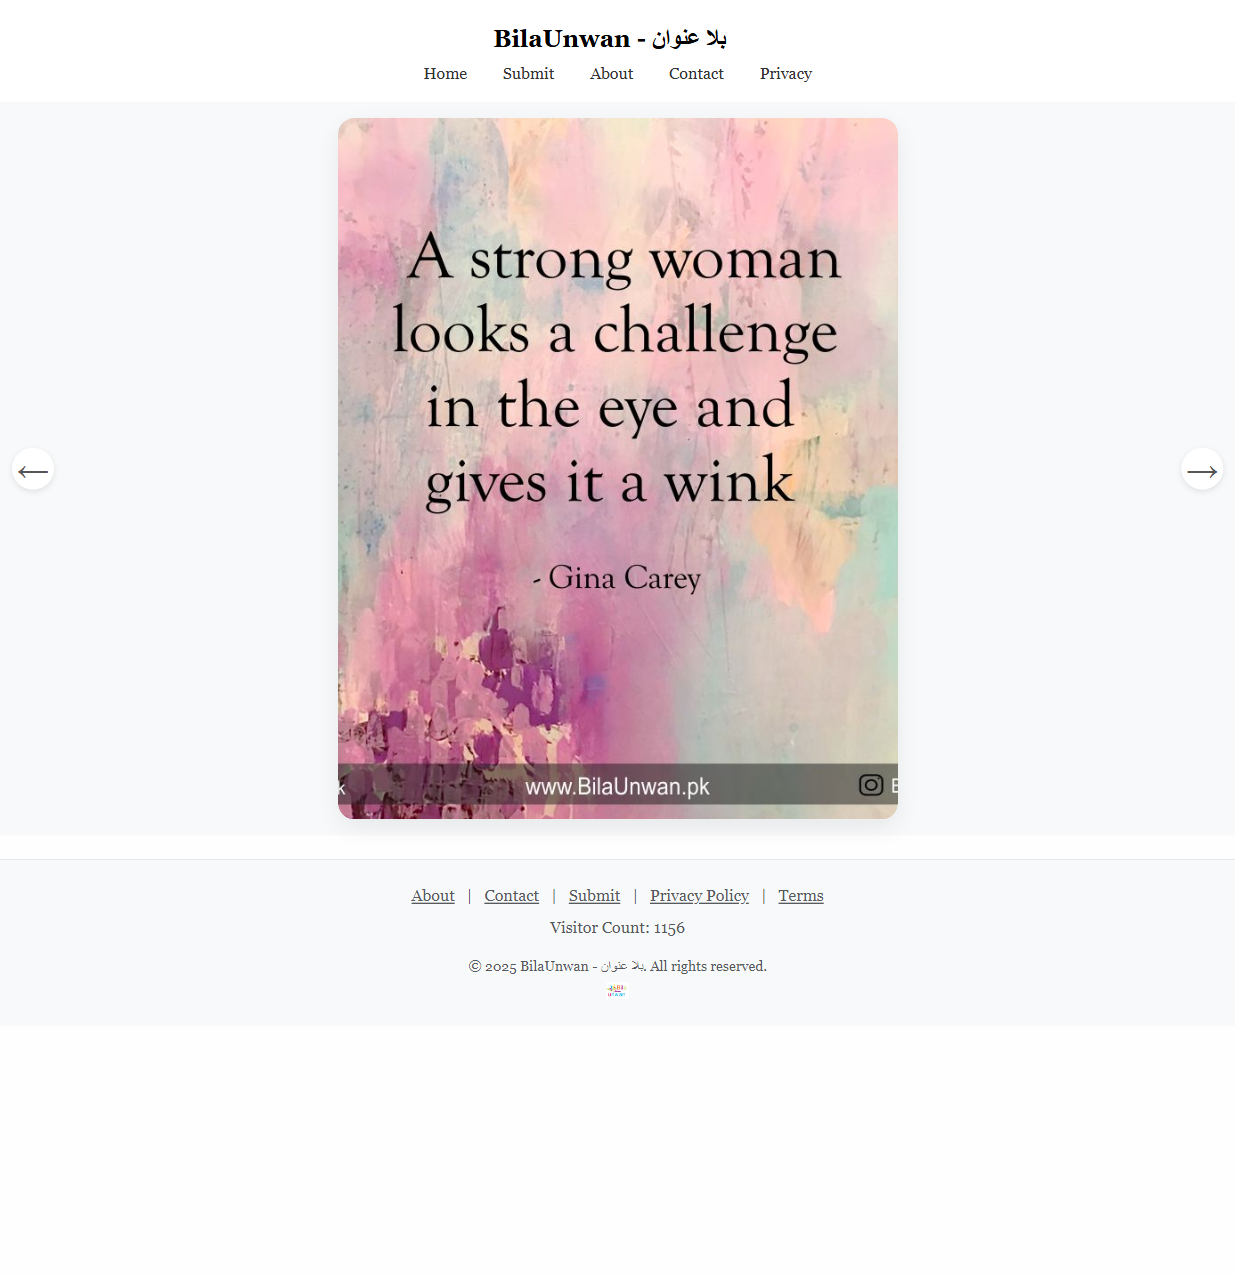 BilaUnwan - بلا عنوان
Home Submit About Contact Privacy
A strong woman
looks a challenge
in the eye and
gives it a wink
- Gina Carey
k www.BilaUnwan.pk B
About | Contact | Submit | Privacy Policy | Terms
Visitor Count: 1156
© 2025 BilaUnwan - بلا عنوان. All rights reserved.